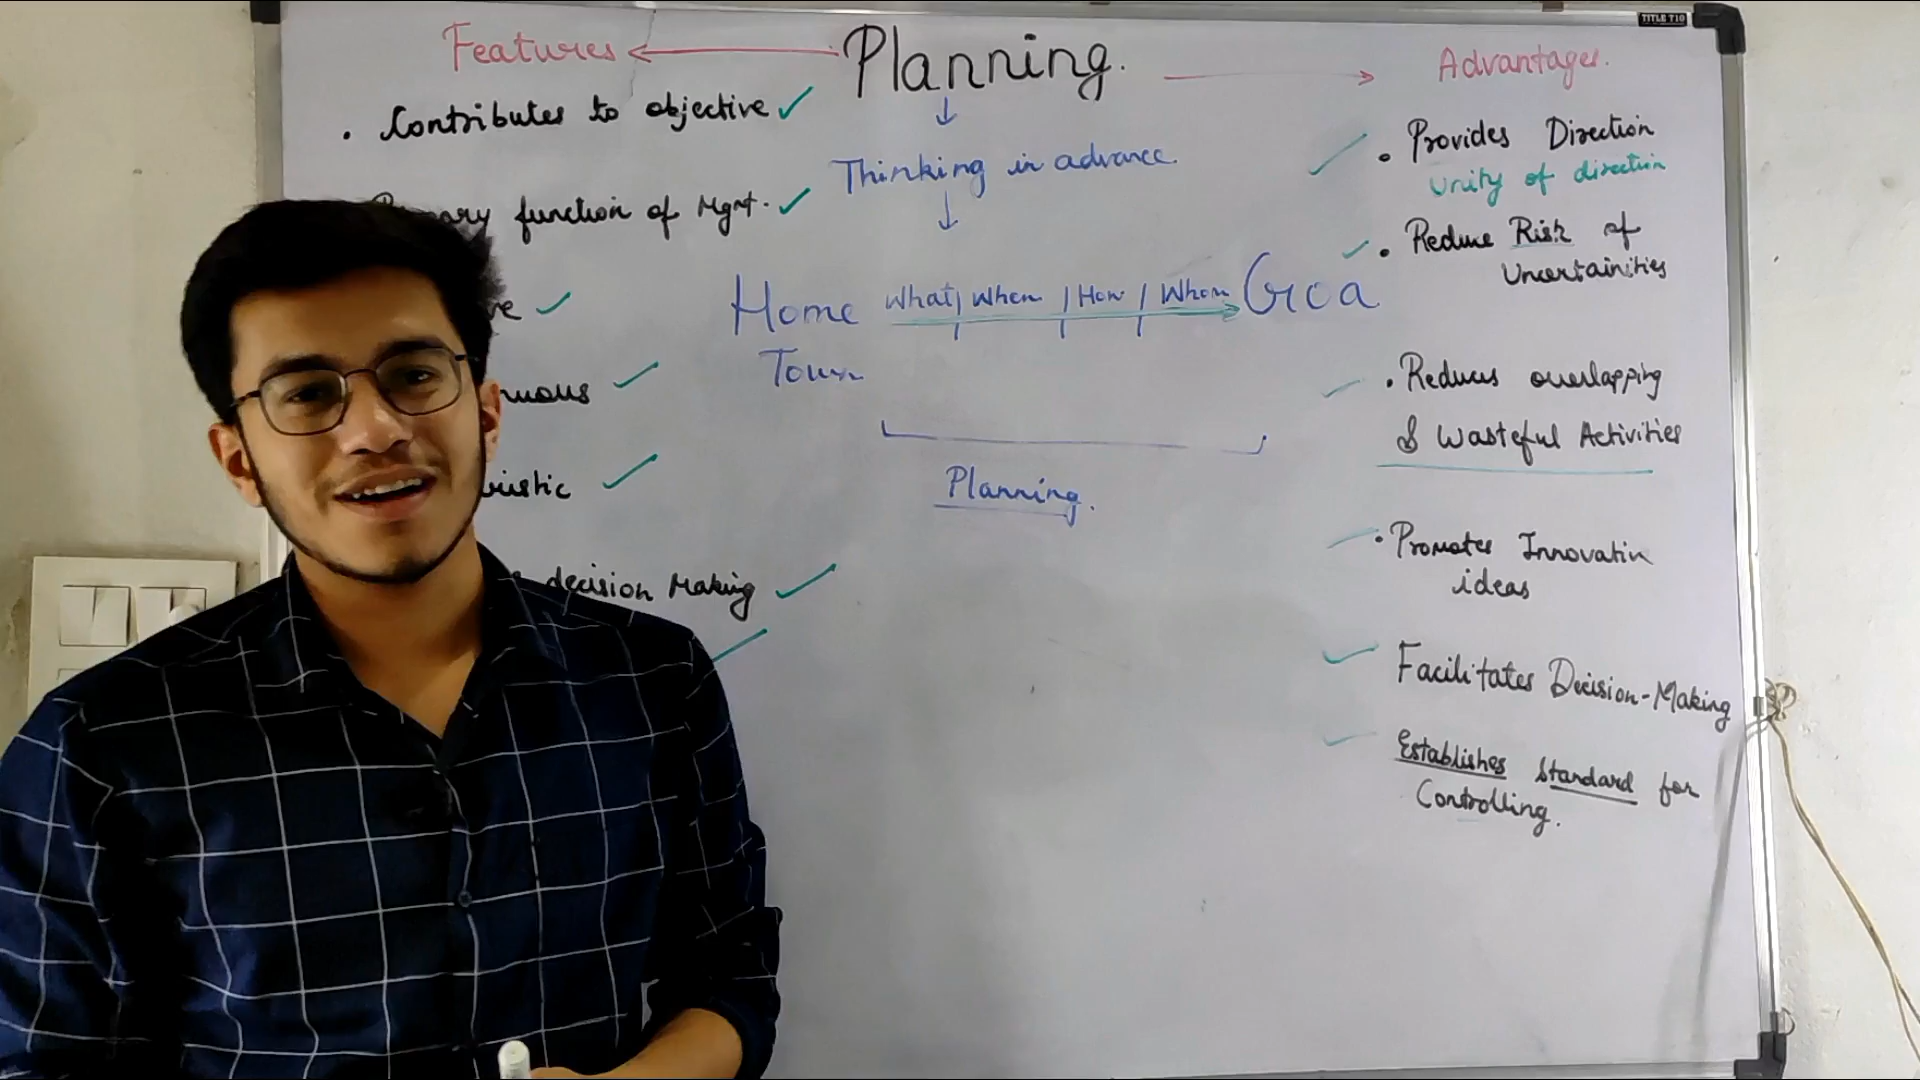 TITLE T10
Features
Planning.
Advantages.
• Contributes to objective
function of Mgmt.
decision Making
Thinking in advance.
Home What When How Whom Goa
Town
Planning.
• Provides Direction
Unity of direction
• Reduce Risk of
Uncertainities
• Reduces overlapping
& Wasteful Activities
• Promotes Innovatin
ideas
Facilitates Decision-Making
Establishes Standard for
Controlling.